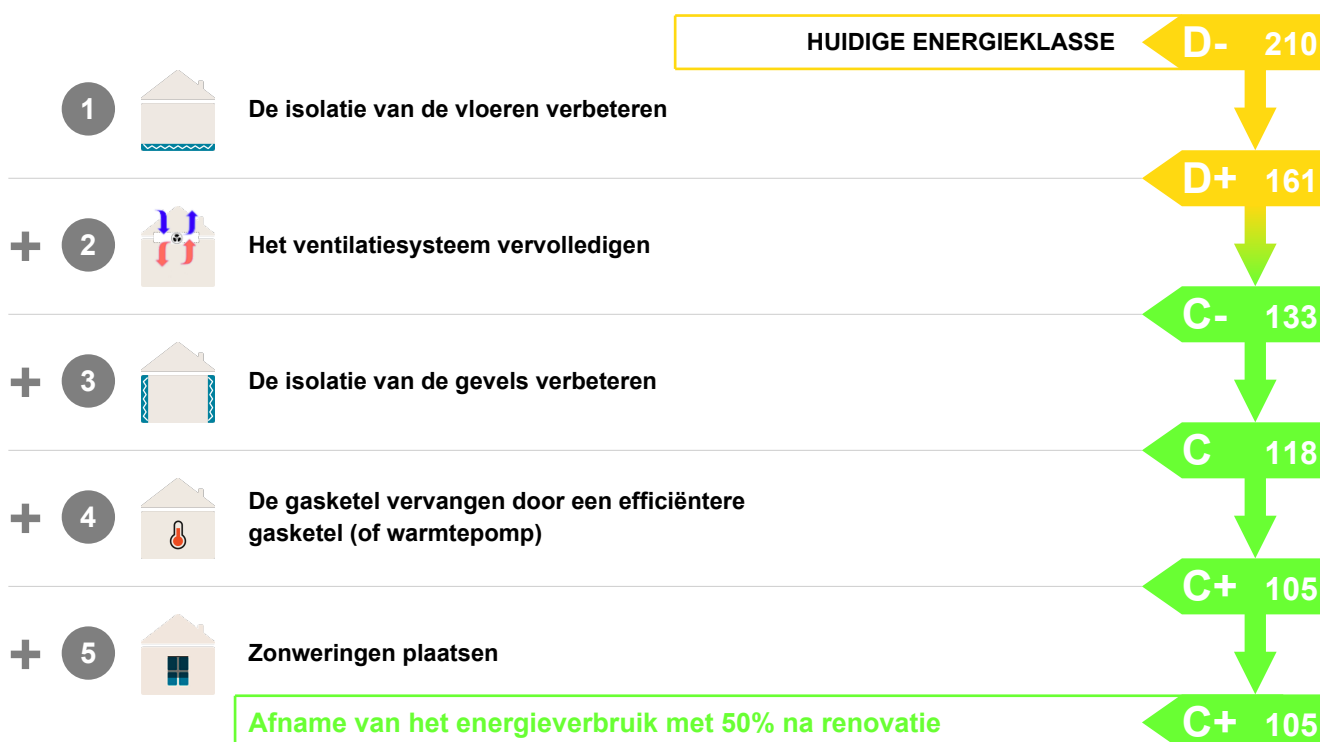 HUIDIGE ENERGIEKLASSE D- 210
1 De isolatie van de vloeren verbeteren
D+ 161
+ 2 Het ventilatiesysteem vervolledigen
C- 133
+ 3 De isolatie van de gevels verbeteren
C 118
+ 4 De gasketel vervangen door een efficiëntere
gasketel (of warmtepomp)
C+ 105
+ 5 Zonweringen plaatsen
Afname van het energieverbruik met 50% na renovatie C+ 105